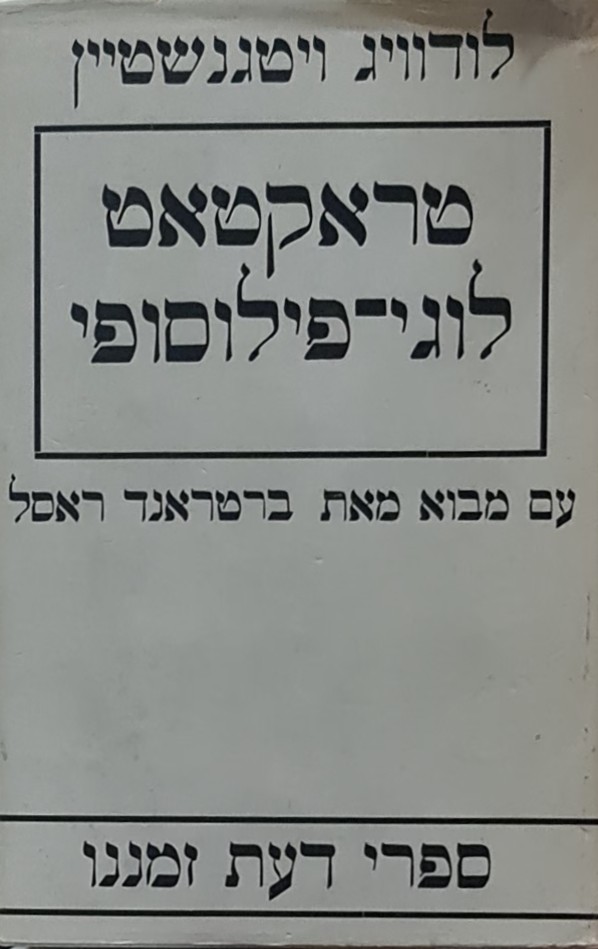 לודוויג ויטגנשטיין
טראקטאט
לוגי־פילוסופי
עם מבוא מאת ברטראנד ראסל
ספרי דעת זמננו